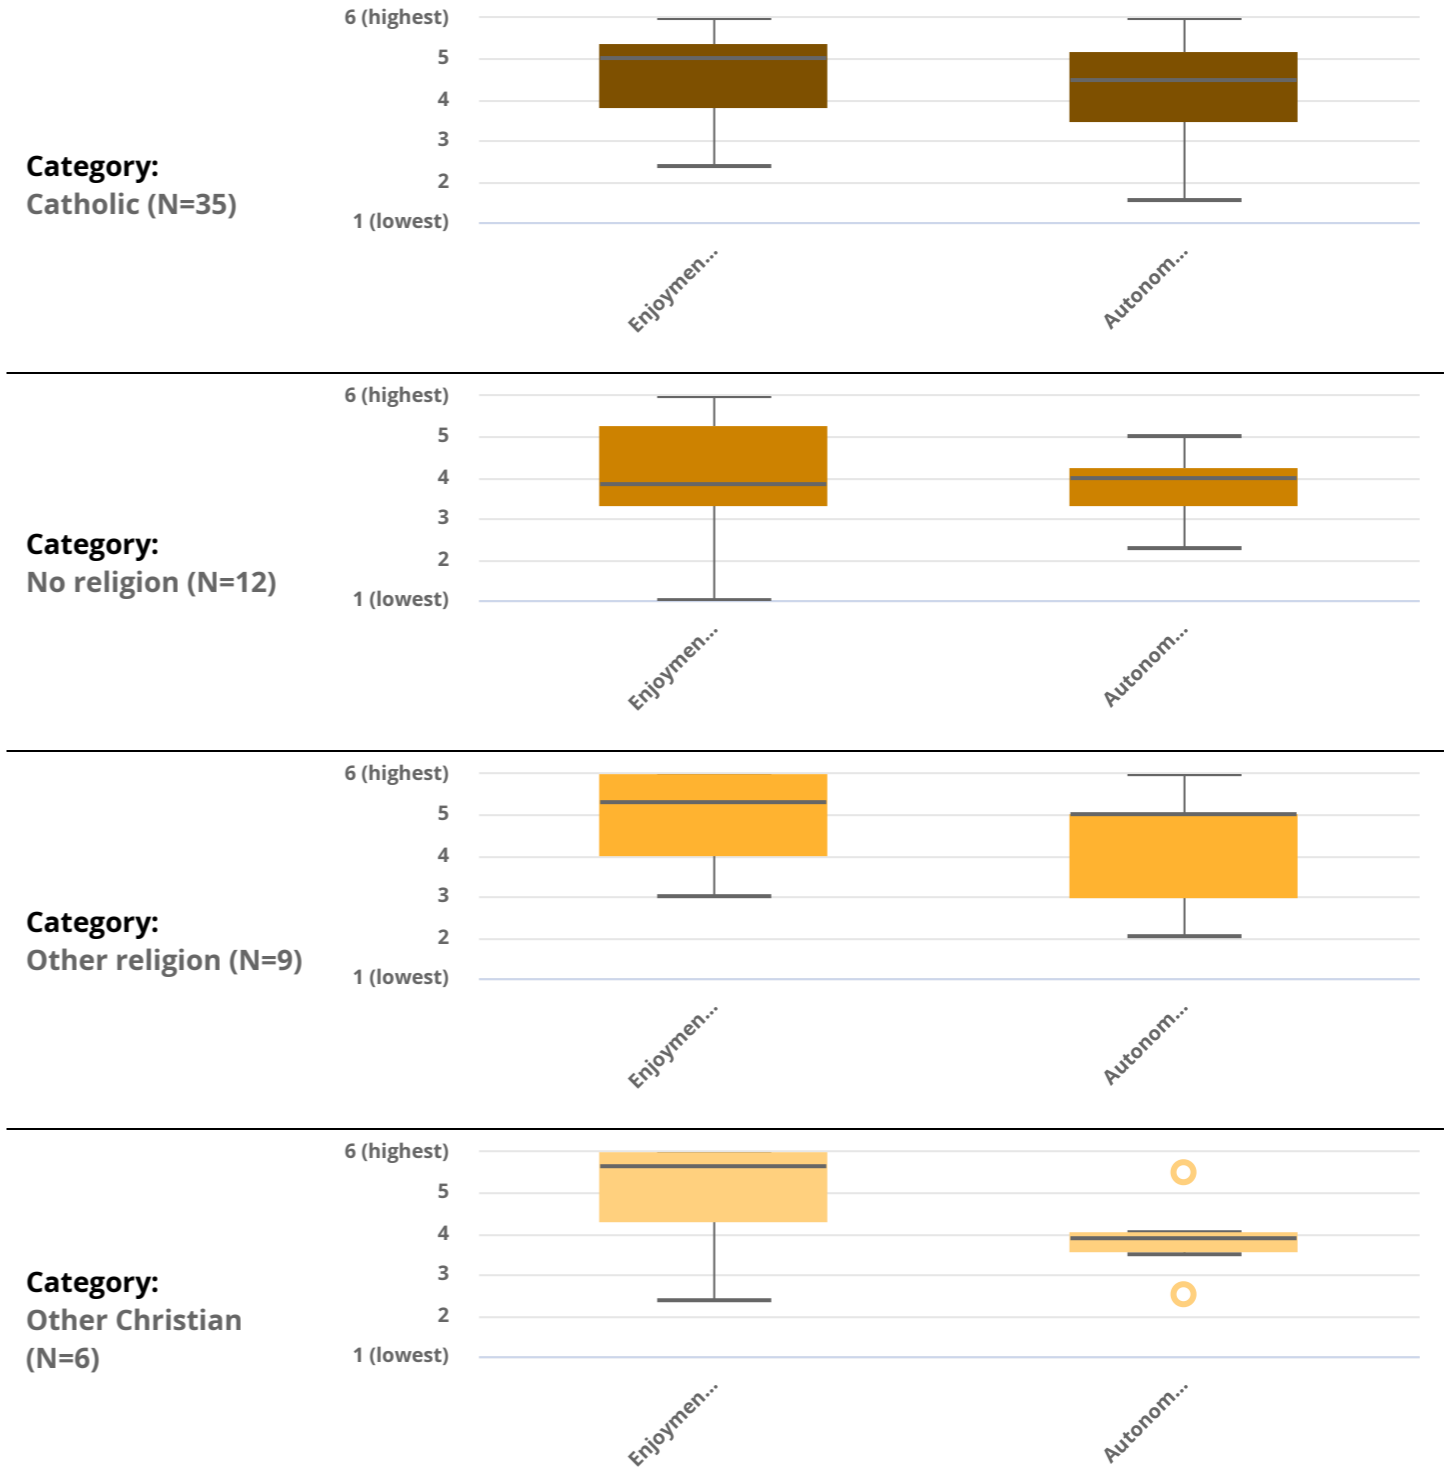 6 (highest)
5
4
3
2
1 (lowest)
Category:
Catholic (N=35)
Enjoymen...
Autonom...
6 (highest)
5
4
3
2
1 (lowest)
Category:
No religion (N=12)
Enjoymen...
Autonom...
6 (highest)
5
4
3
2
1 (lowest)
Category:
Other religion (N=9)
Enjoymen...
Autonom...
6 (highest)
5
4
3
2
1 (lowest)
Category:
Other Christian
(N=6)
Enjoymen...
Autonom...